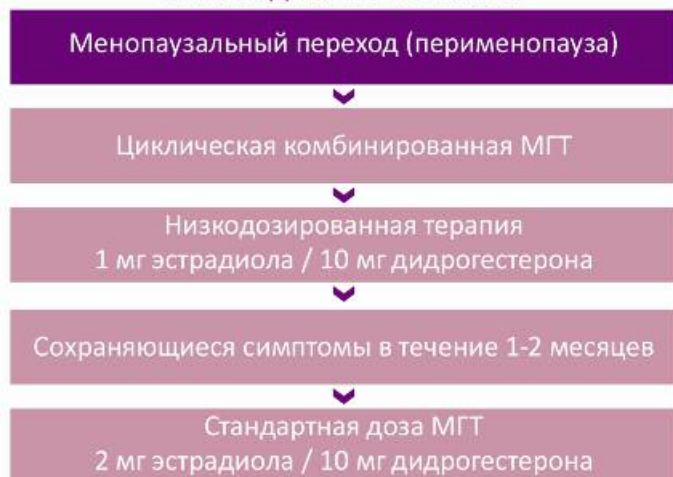 Менопаузальный переход (перименопауза)
Циклическая комбинированная МГТ
Низкодозированная терапия
1 мг эстрадиола / 10 мг дидрогестерона
Сохраняющиеся симптомы в течение 1-2 месяцев
Стандартная доза МГТ
2 мг эстрадиола / 10 мг дидрогестерона